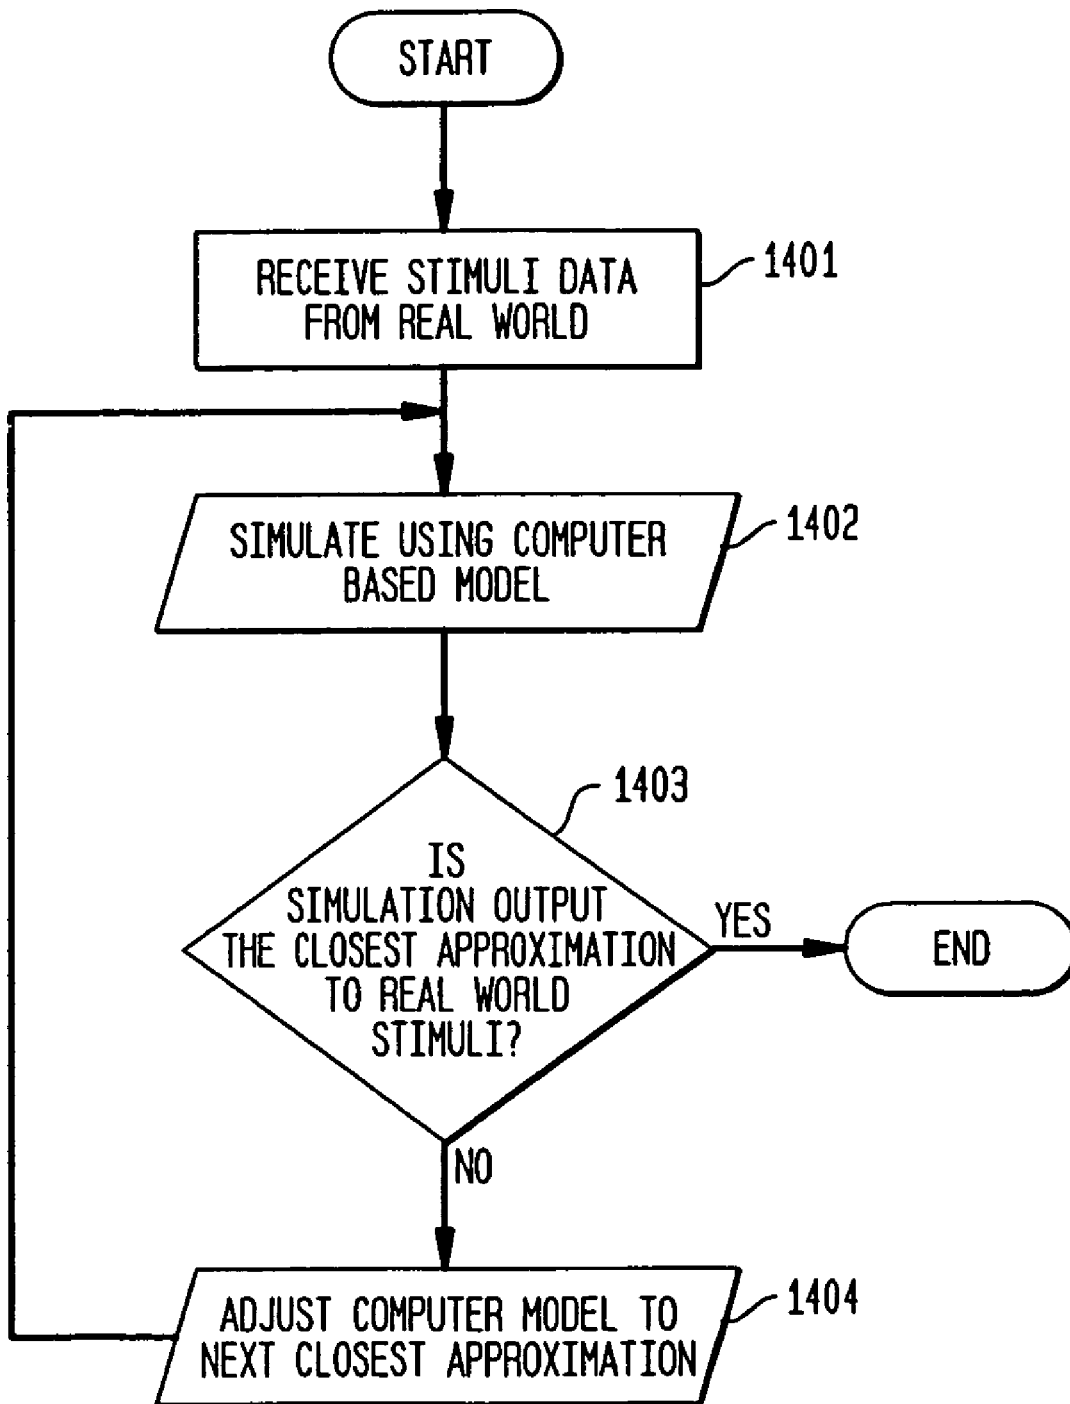 START
RECEIVE STIMULI DATA
FROM REAL WORLD
1401
SIMULATE USING COMPUTER
BASED MODEL
1402
1403
IS
SIMULATION OUTPUT
THE CLOSEST APPROXIMATION
TO REAL WORLD
STIMULI?
YES
END
NO
ADJUST COMPUTER MODEL TO
NEXT CLOSEST APPROXIMATION
1404